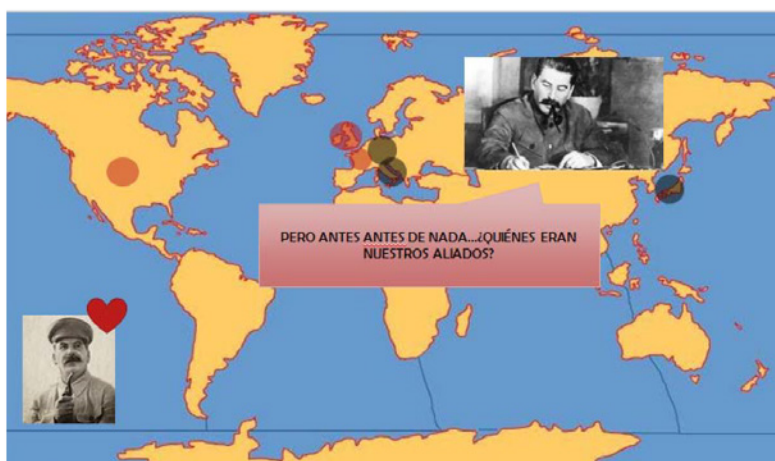 PERO ANTES ANTES DE NADA...¿QUIÉNES ERAN
NUESTROS ALIADOS?